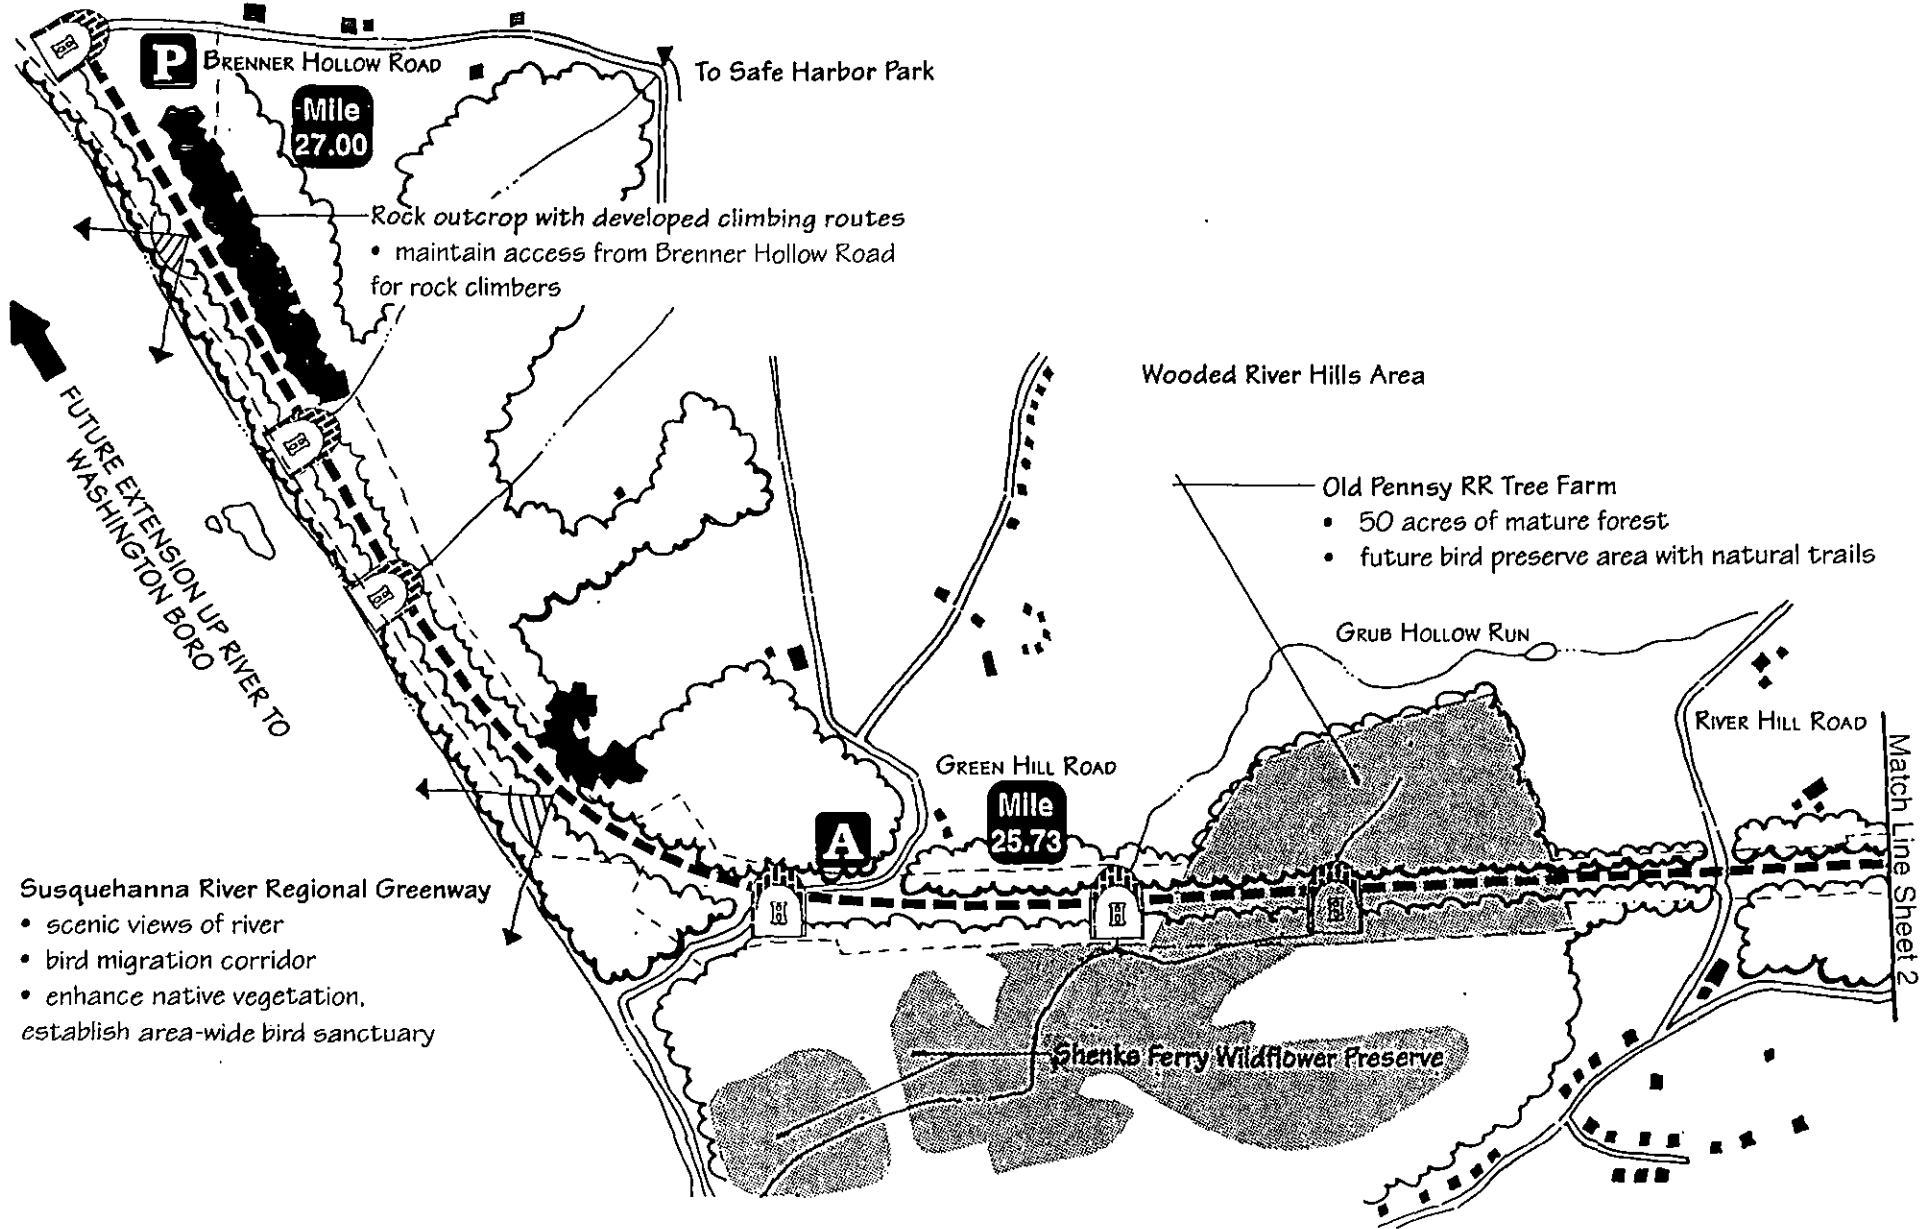 P
BRENNER HOLLOW ROAD
To Safe Harbor Park
Mile
27.00
Rock outcrop with developed climbing routes
• maintain access from Brenner Hollow Road
for rock climbers
FUTURE EXTENSION UP RIVER TO
WASHINGTON BORO
Wooded River Hills Area
Old Pennsy RR Tree Farm
• 50 acres of mature forest
• future bird preserve area with natural trails
GRUB HOLLOW RUN
RIVER HILL ROAD
Match Line Sheet 2
GREEN HILL ROAD
Mile
25.73
A
Susquehanna River Regional Greenway
• scenic views of river
• bird migration corridor
• enhance native vegetation,
establish area-wide bird sanctuary
Shenks Ferry Wildflower Preserve